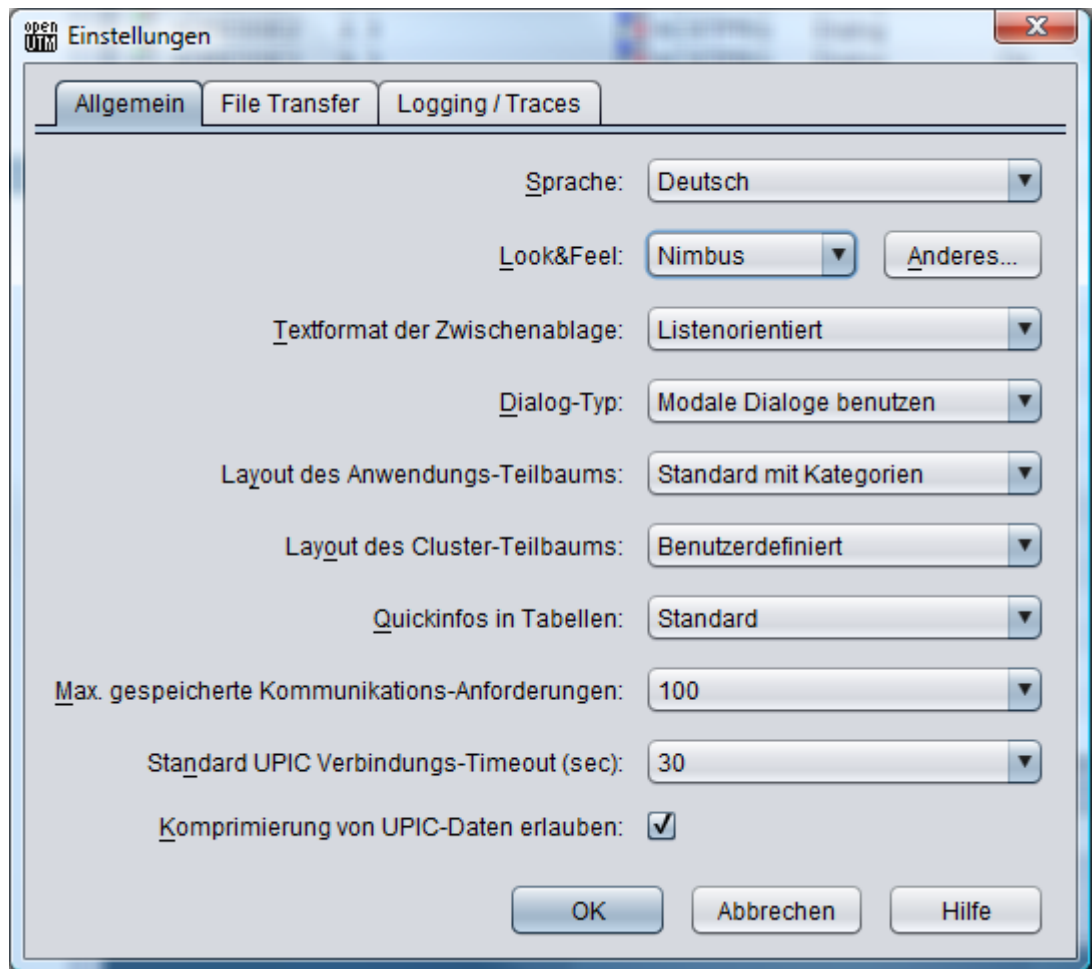 open UTM Einstellungen
Allgemein File Transfer Logging / Traces
Sprache: Deutsch
Look&Feel: Nimbus Anderes...
Textformat der Zwischenablage: Listenorientiert
Dialog-Typ: Modale Dialoge benutzen
Layout des Anwendungs-Teilbaums: Standard mit Kategorien
Layout des Cluster-Teilbaums: Benutzerdefiniert
Quickinfos in Tabellen: Standard
Max. gespeicherte Kommunikations-Anforderungen: 100
Standard UPIC Verbindungs-Timeout (sec): 30
Komprimierung von UPIC-Daten erlauben:
OK Abbrechen Hilfe